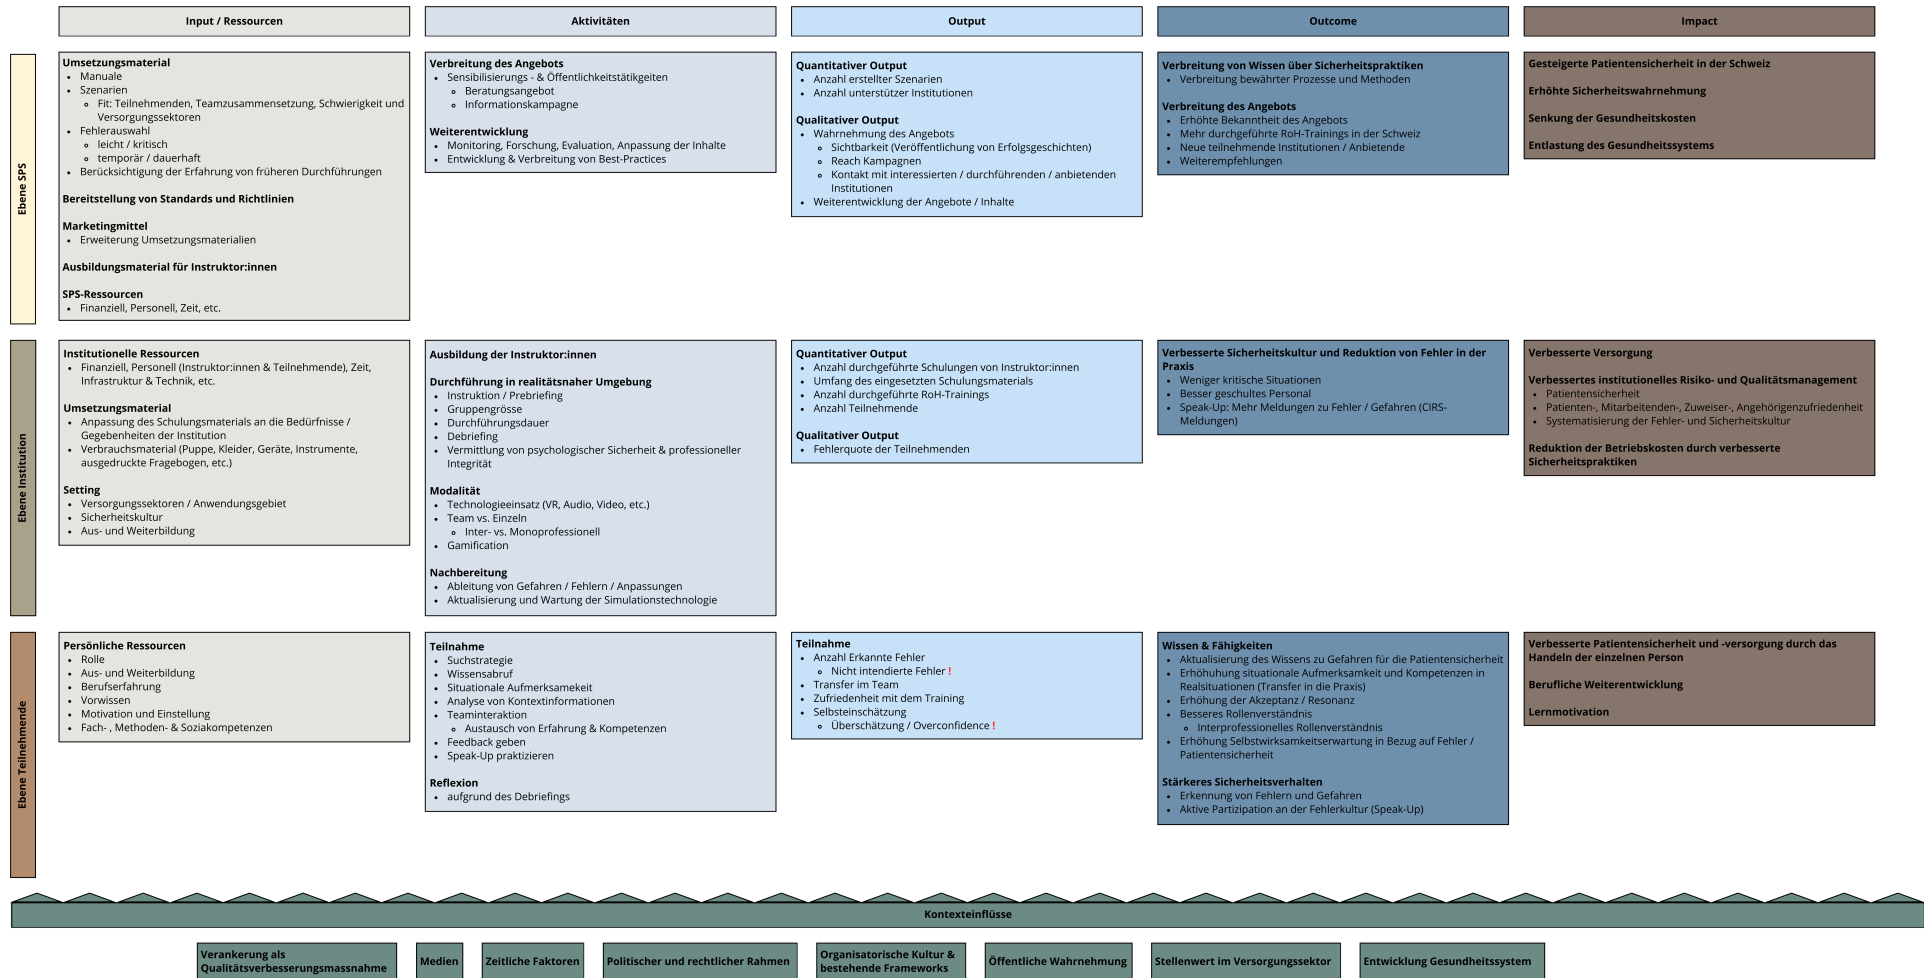 Input / Ressourcen
Aktivitäten
Output
Outcome
Impact
Ebene SPS
Umsetzungsmaterial
Manuale
Szenarien
Fit: Teilnehmenden, Teamzusammensetzung, Schwierigkeit und
Versorgungssektoren
Fehlerauswahl
leicht / kritisch
temporär / dauerhaft
Berücksichtigung der Erfahrung von früheren Durchführungen
Bereitstellung von Standards und Richtlinien
Marketingmittel
Erweiterung Umsetzungsmaterialien
Ausbildungsmaterial für Instruktor:innen
SPS-Ressourcen
Finanziell, Personell, Zeit, etc.
Verbreitung des Angebots
Sensibilisierungs - & Öffentlichkeitstätigkgeiten
Beratungsangebot
Informationskampagne
Weiterentwicklung
Monitoring, Forschung, Evaluation, Anpassung der Inhalte
Entwicklung & Verbreitung von Best-Practices
Quantitativer Output
Anzahl erstellter Szenarien
Anzahl unterstützer Institutionen
Qualitativer Output
Wahrnehmung des Angebots
Sichtbarkeit (Veröffentlichung von Erfolgsgeschichten)
Reach Kampagnen
Kontakt mit interessierten / durchführenden / anbietenden
Institutionen
Weiterentwicklung der Angebote / Inhalte
Verbreitung von Wissen über Sicherheitspraktiken
Verbreitung bewährter Prozesse und Methoden
Verbreitung des Angebots
Erhöhte Bekanntheit des Angebots
Mehr durchgeführte RoH-Trainings in der Schweiz
Neue teilnehmende Institutionen / Anbietende
Weiterempfehlungen
Gesteigerte Patientensicherheit in der Schweiz
Erhöhte Sicherheitswahrnehmung
Senkung der Gesundheitskosten
Entlastung des Gesundheitssystems
Ebene Institution
Institutionelle Ressourcen
Finanziell, Personell (Instruktor:innen & Teilnehmende), Zeit,
Infrastruktur & Technik, etc.
Umsetzungsmaterial
Anpassung des Schulungsmaterials an die Bedürfnisse /
Gegebenheiten der Institution
Verbrauchsmaterial (Puppe, Kleider, Geräte, Instrumente,
ausgedruckte Fragebogen, etc.)
Setting
Versorgungssektoren / Anwendungsgebiet
Sicherheitskultur
Aus- und Weiterbildung
Ausbildung der Instruktor:innen
Durchführung in realitätsnaher Umgebung
Instruktion / Prebriefing
Gruppengrösse
Durchführungsdauer
Debriefing
Vermittlung von psychologischer Sicherheit & professioneller
Integrität
Modalität
Technologieeinsatz (VR, Audio, Video, etc.)
Team vs. Einzeln
Inter- vs. Monoprofessionell
Gamification
Nachbereitung
Ableitung von Gefahren / Fehlern / Anpassungen
Aktualisierung und Wartung der Simulationstechnologie
Quantitativer Output
Anzahl durchgeführte Schulungen von Instruktor:innen
Umfang des eingesetzten Schulungsmaterials
Anzahl durchgeführte RoH-Trainings
Anzahl Teilnehmende
Qualitativer Output
Fehlerquote der Teilnehmenden
Verbesserte Sicherheitskultur und Reduktion von Fehler in der
Praxis
Weniger kritische Situationen
Besser geschultes Personal
Speak-Up: Mehr Meldungen zu Fehler / Gefahren (CIRS-
Meldungen)
Verbesserte Versorgung
Verbessertes institutionelles Risiko- und Qualitätsmanagement
Patientensicherheit
Patienten-, Mitarbeitenden-, Zuweiser-, Angehörigenzufriedenheit
Systematisierung der Fehler- und Sicherheitskultur
Reduktion der Betriebskosten durch verbesserte
Sicherheitspraktiken
Ebene Teilnehmende
Persönliche Ressourcen
Rolle
Aus- und Weiterbildung
Berufserfahrung
Vorwissen
Motivation und Einstellung
Fach- , Methoden- & Soziakompetenzen
Teilnahme
Suchstrategie
Wissensabruf
Situationale Aufmerksamekeit
Analyse von Kontextinformationen
Teaminteraktion
Austausch von Erfahrung & Kompetenzen
Feedback geben
Speak-Up praktizieren
Reflexion
aufgrund des Debriefings
Teilnahme
Anzahl Erkannte Fehler
Nicht intendierte Fehler !
Transfer im Team
Zufriedenheit mit dem Training
Selbsteinschätzung
Überschätzung / Overconfidence !
Wissen & Fähigkeiten
Aktualisierung des Wissens zu Gefahren für die Patientensicherheit
Erhöhuhung situationale Aufmerksamkeit und Kompetenzen in
Realsituationen (Transfer in die Praxis)
Erhöhung der Akzeptanz / Resonanz
Besseres Rollenverständnis
Interprofessionelles Rollenverständnis
Erhöhung Selbstwirksamkeitserwartung in Bezug auf Fehler /
Patientensicherheit
Stärkeres Sicherheitsverhalten
Erkennung von Fehlern und Gefahren
Aktive Partizipation an der Fehlerkultur (Speak-Up)
Verbesserte Patientensicherheit und -versorgung durch das
Handeln der einzelnen Person
Berufliche Weiterentwicklung
Lernmotivation
Kontexteinflüsse
Verankerung als
Qualitätsverbesserungsmassnahme
Medien
Zeitliche Faktoren
Politischer und rechtlicher Rahmen
Organisatorische Kultur &
bestehende Frameworks
Öffentliche Wahrnehmung
Stellenwert im Versorgungssektor
Entwicklung Gesundheitssystem